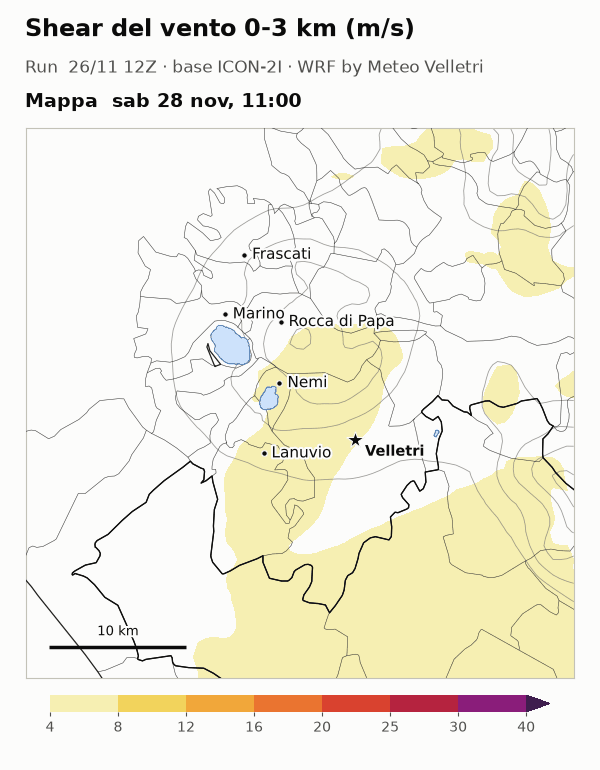 Shear del vento 0-3 km (m/s)
Run  26/11 12Z · base ICON-2I · WRF by Meteo Velletri
Mappa  sab 28 nov, 11:00
Frascati
Marino
Rocca di Papa
Nemi
Velletri
Lanuvio
10 km
4 8 12 16 20 25 30 40